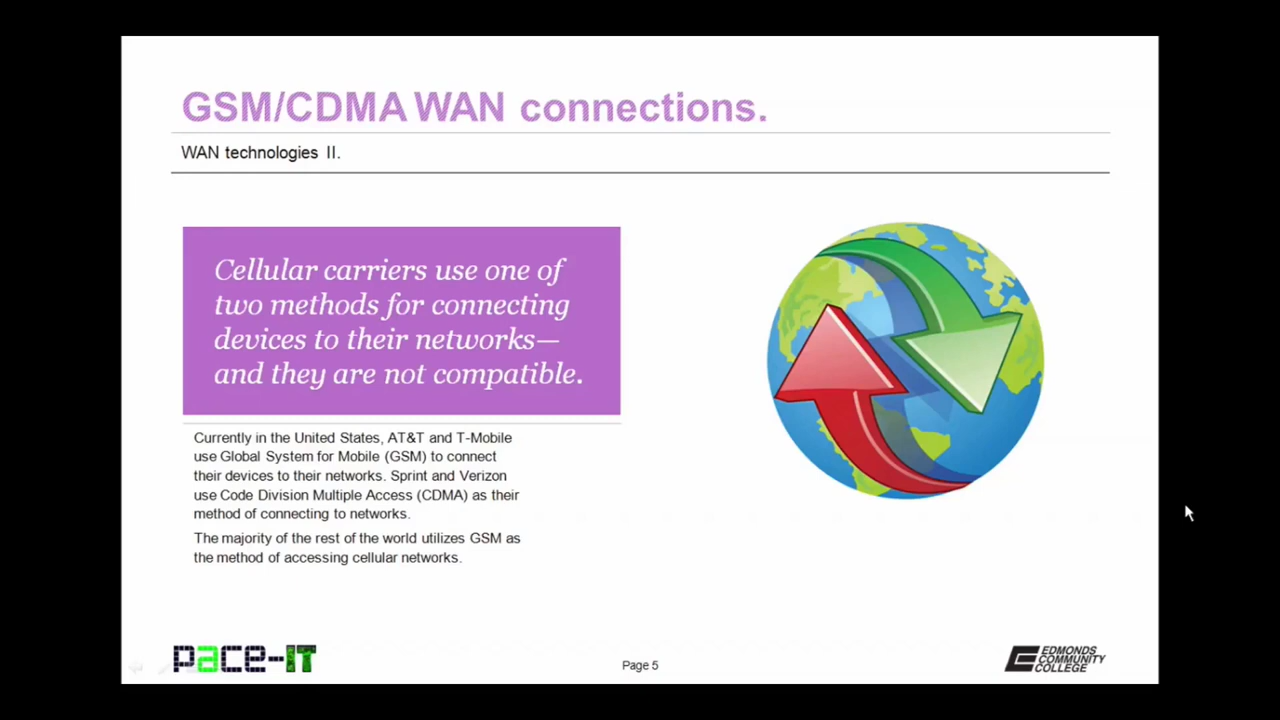 GSM/CDMA WAN connections.
WAN technologies II.
Cellular carriers use one of
two methods for connecting
devices to their networks—
and they are not compatible.
Currently in the United States, AT&T and T-Mobile
use Global System for Mobile (GSM) to connect
their devices to their networks. Sprint and Verizon
use Code Division Multiple Access (CDMA) as their
method of connecting to networks.
The majority of the rest of the world utilizes GSM as
the method of accessing cellular networks.
pace-IT
Page 5
EDMONDS
COMMUNITY
COLLEGE